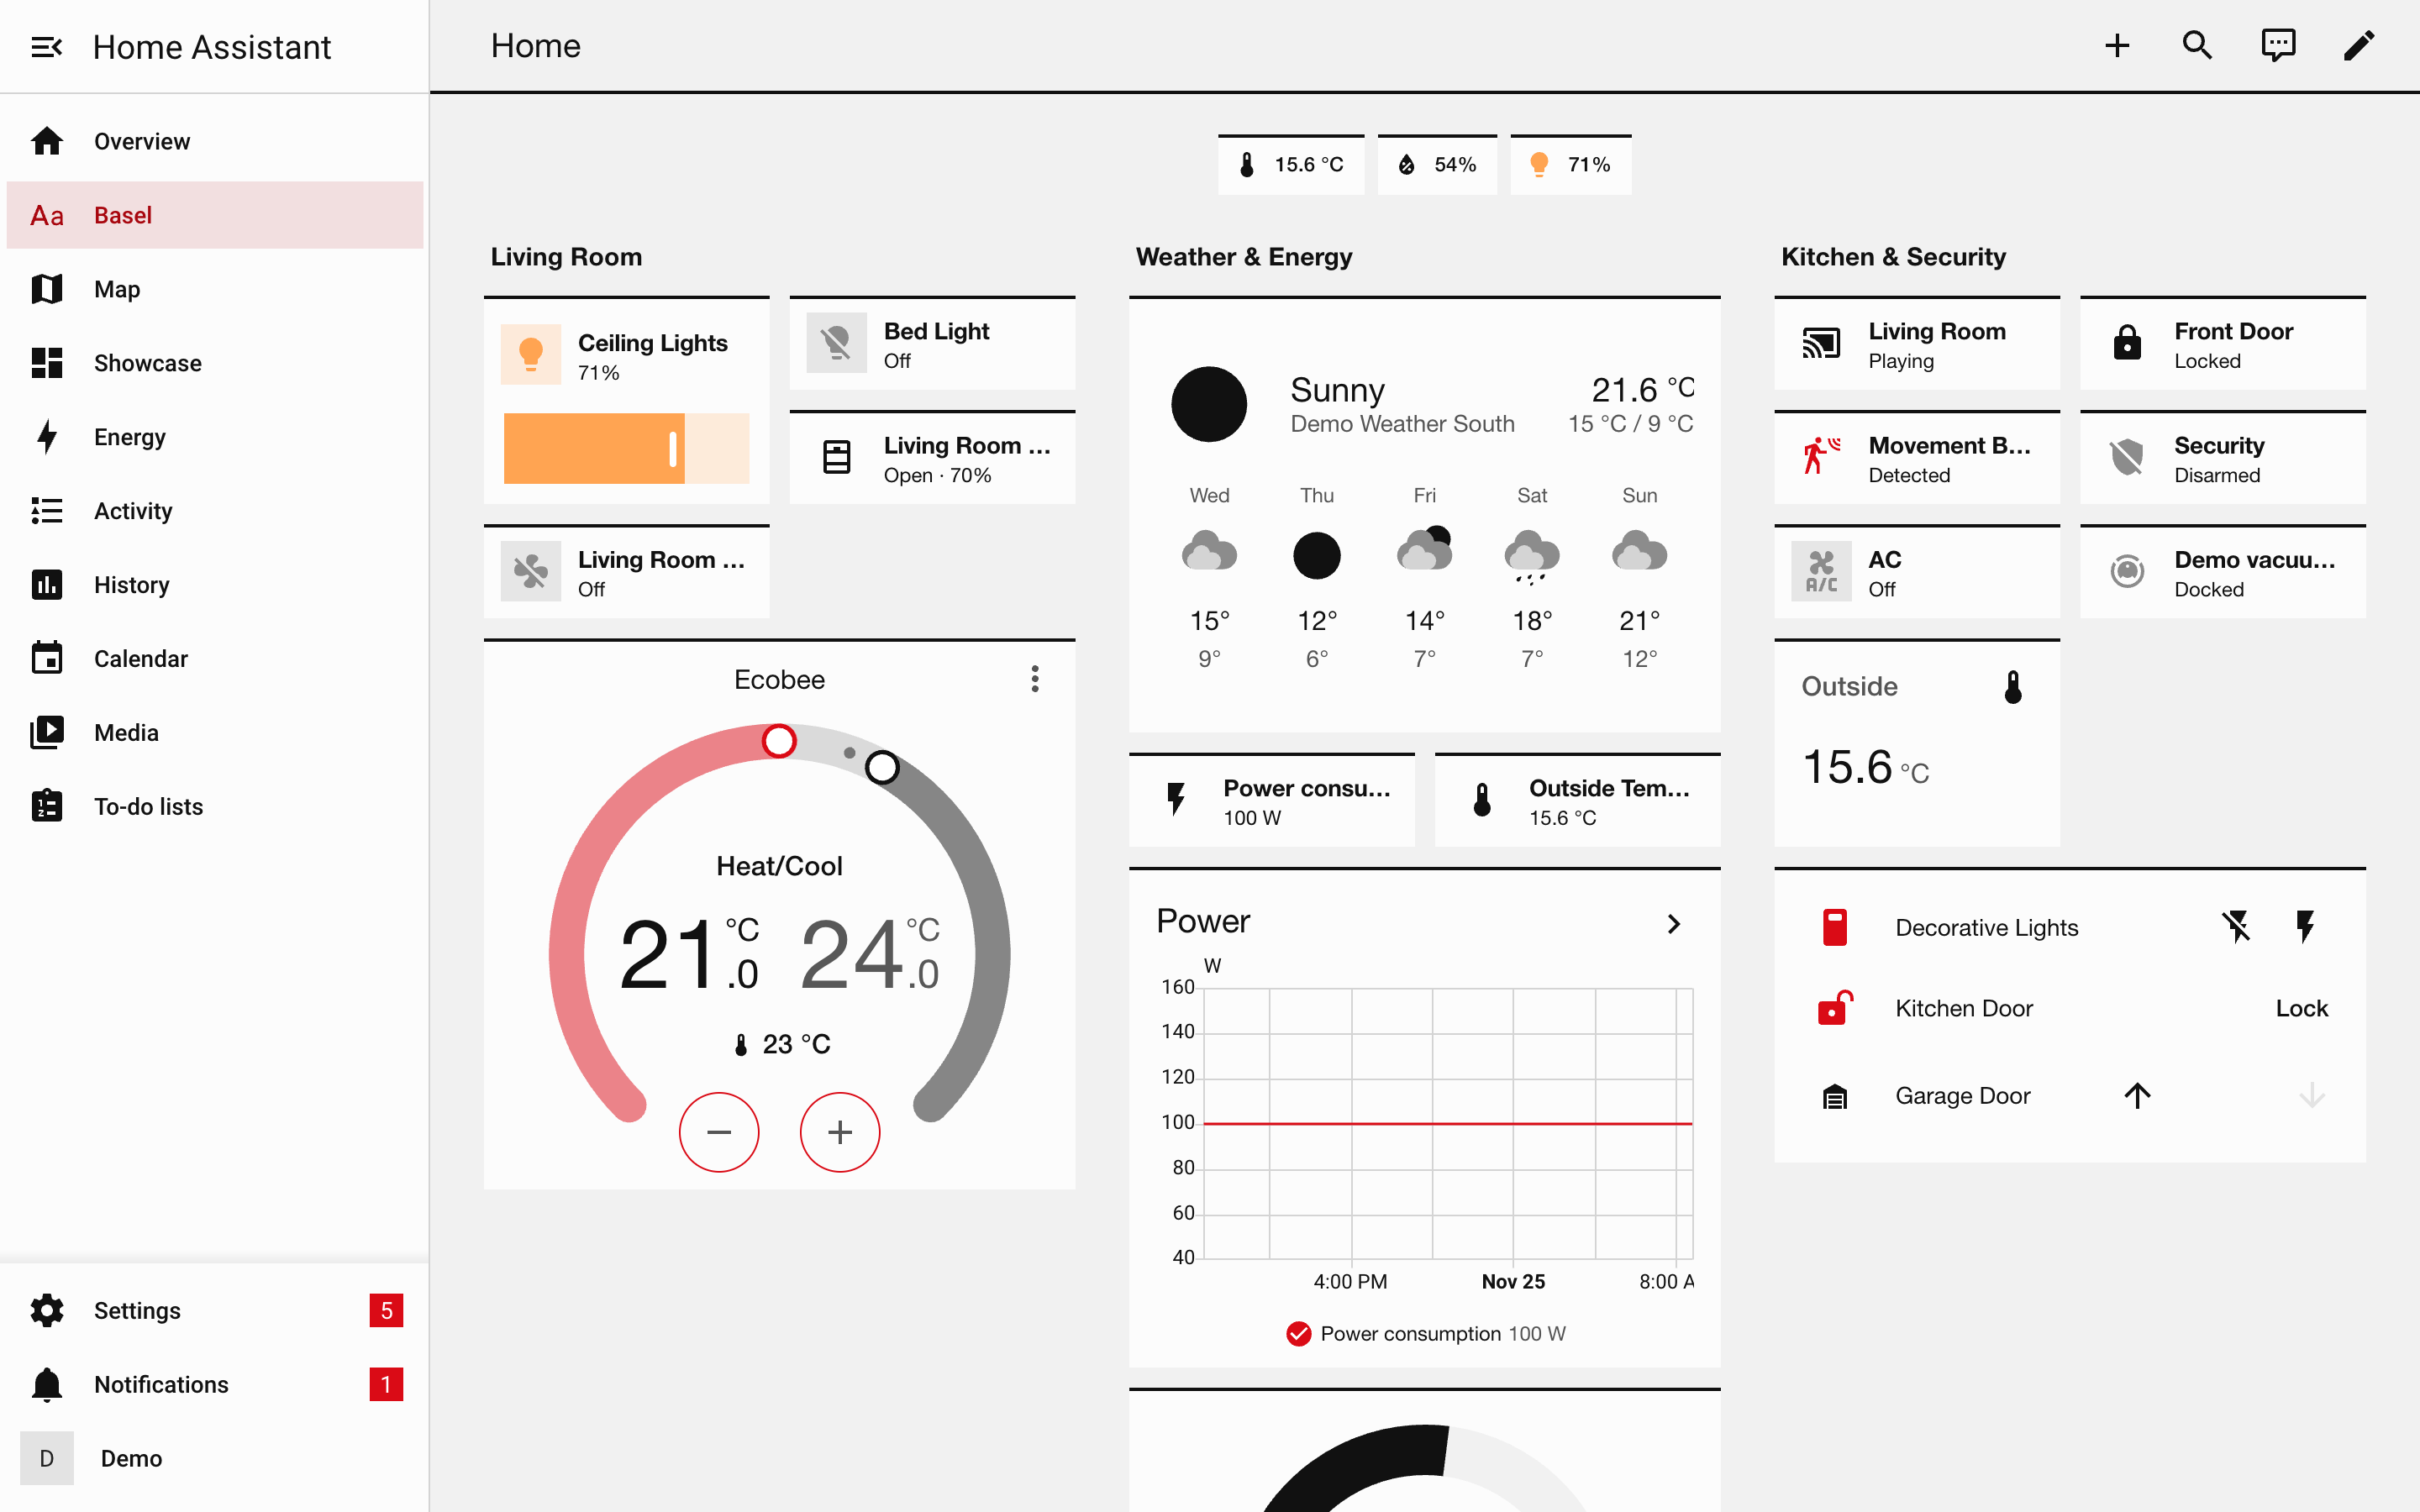 Home Assistant
Overview
Aa Basel
Map
Showcase
Energy
Activity
History
Calendar
Media
To-do lists
Settings 5
Notifications 1
D Demo
Home
15.6 °C 54% 71%
Living Room
Ceiling Lights
71%
Bed Light
Off
Living Room ...
Open · 70%
Living Room ...
Off
Ecobee
Heat/Cool
21.0 °C 24.0 °C
23 °C
Weather & Energy
Sunny 21.6 °C
Demo Weather South 15 °C / 9 °C
Wed Thu Fri Sat Sun
15° 12° 14° 18° 21°
9° 6° 7° 7° 12°
Power consu...
100 W
Outside Tem...
15.6 °C
Power
W
160
140
120
100
80
60
40
4:00 PM Nov 25 8:00 A
Power consumption 100 W
Kitchen & Security
Living Room
Playing
Front Door
Locked
Movement B...
Detected
Security
Disarmed
A/C
AC
Off
Demo vacuu...
Docked
Outside
15.6 °C
Decorative Lights
Kitchen Door Lock
Garage Door